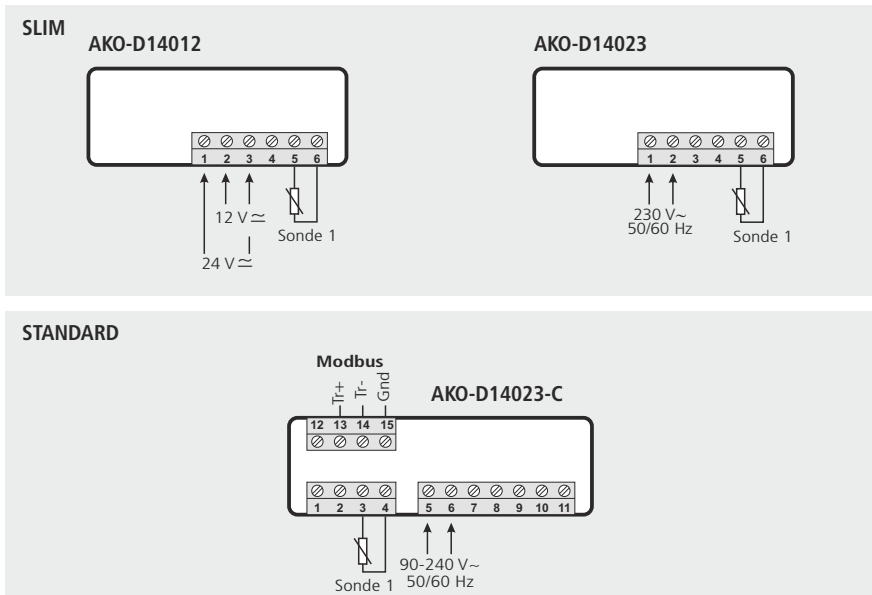 SLIM
AKO-D14012
1 2 3 4 5 6
12 V ≂
Sonde 1
24 V ≂
AKO-D14023
1 2 3 4 5 6
230 V~
50/60 Hz
Sonde 1
STANDARD
Modbus
Tr+ Tr- Gnd
AKO-D14023-C
12 13 14 15
1 2 3 4 5 6 7 8 9 10 11
Sonde 1
90-240 V~
50/60 Hz